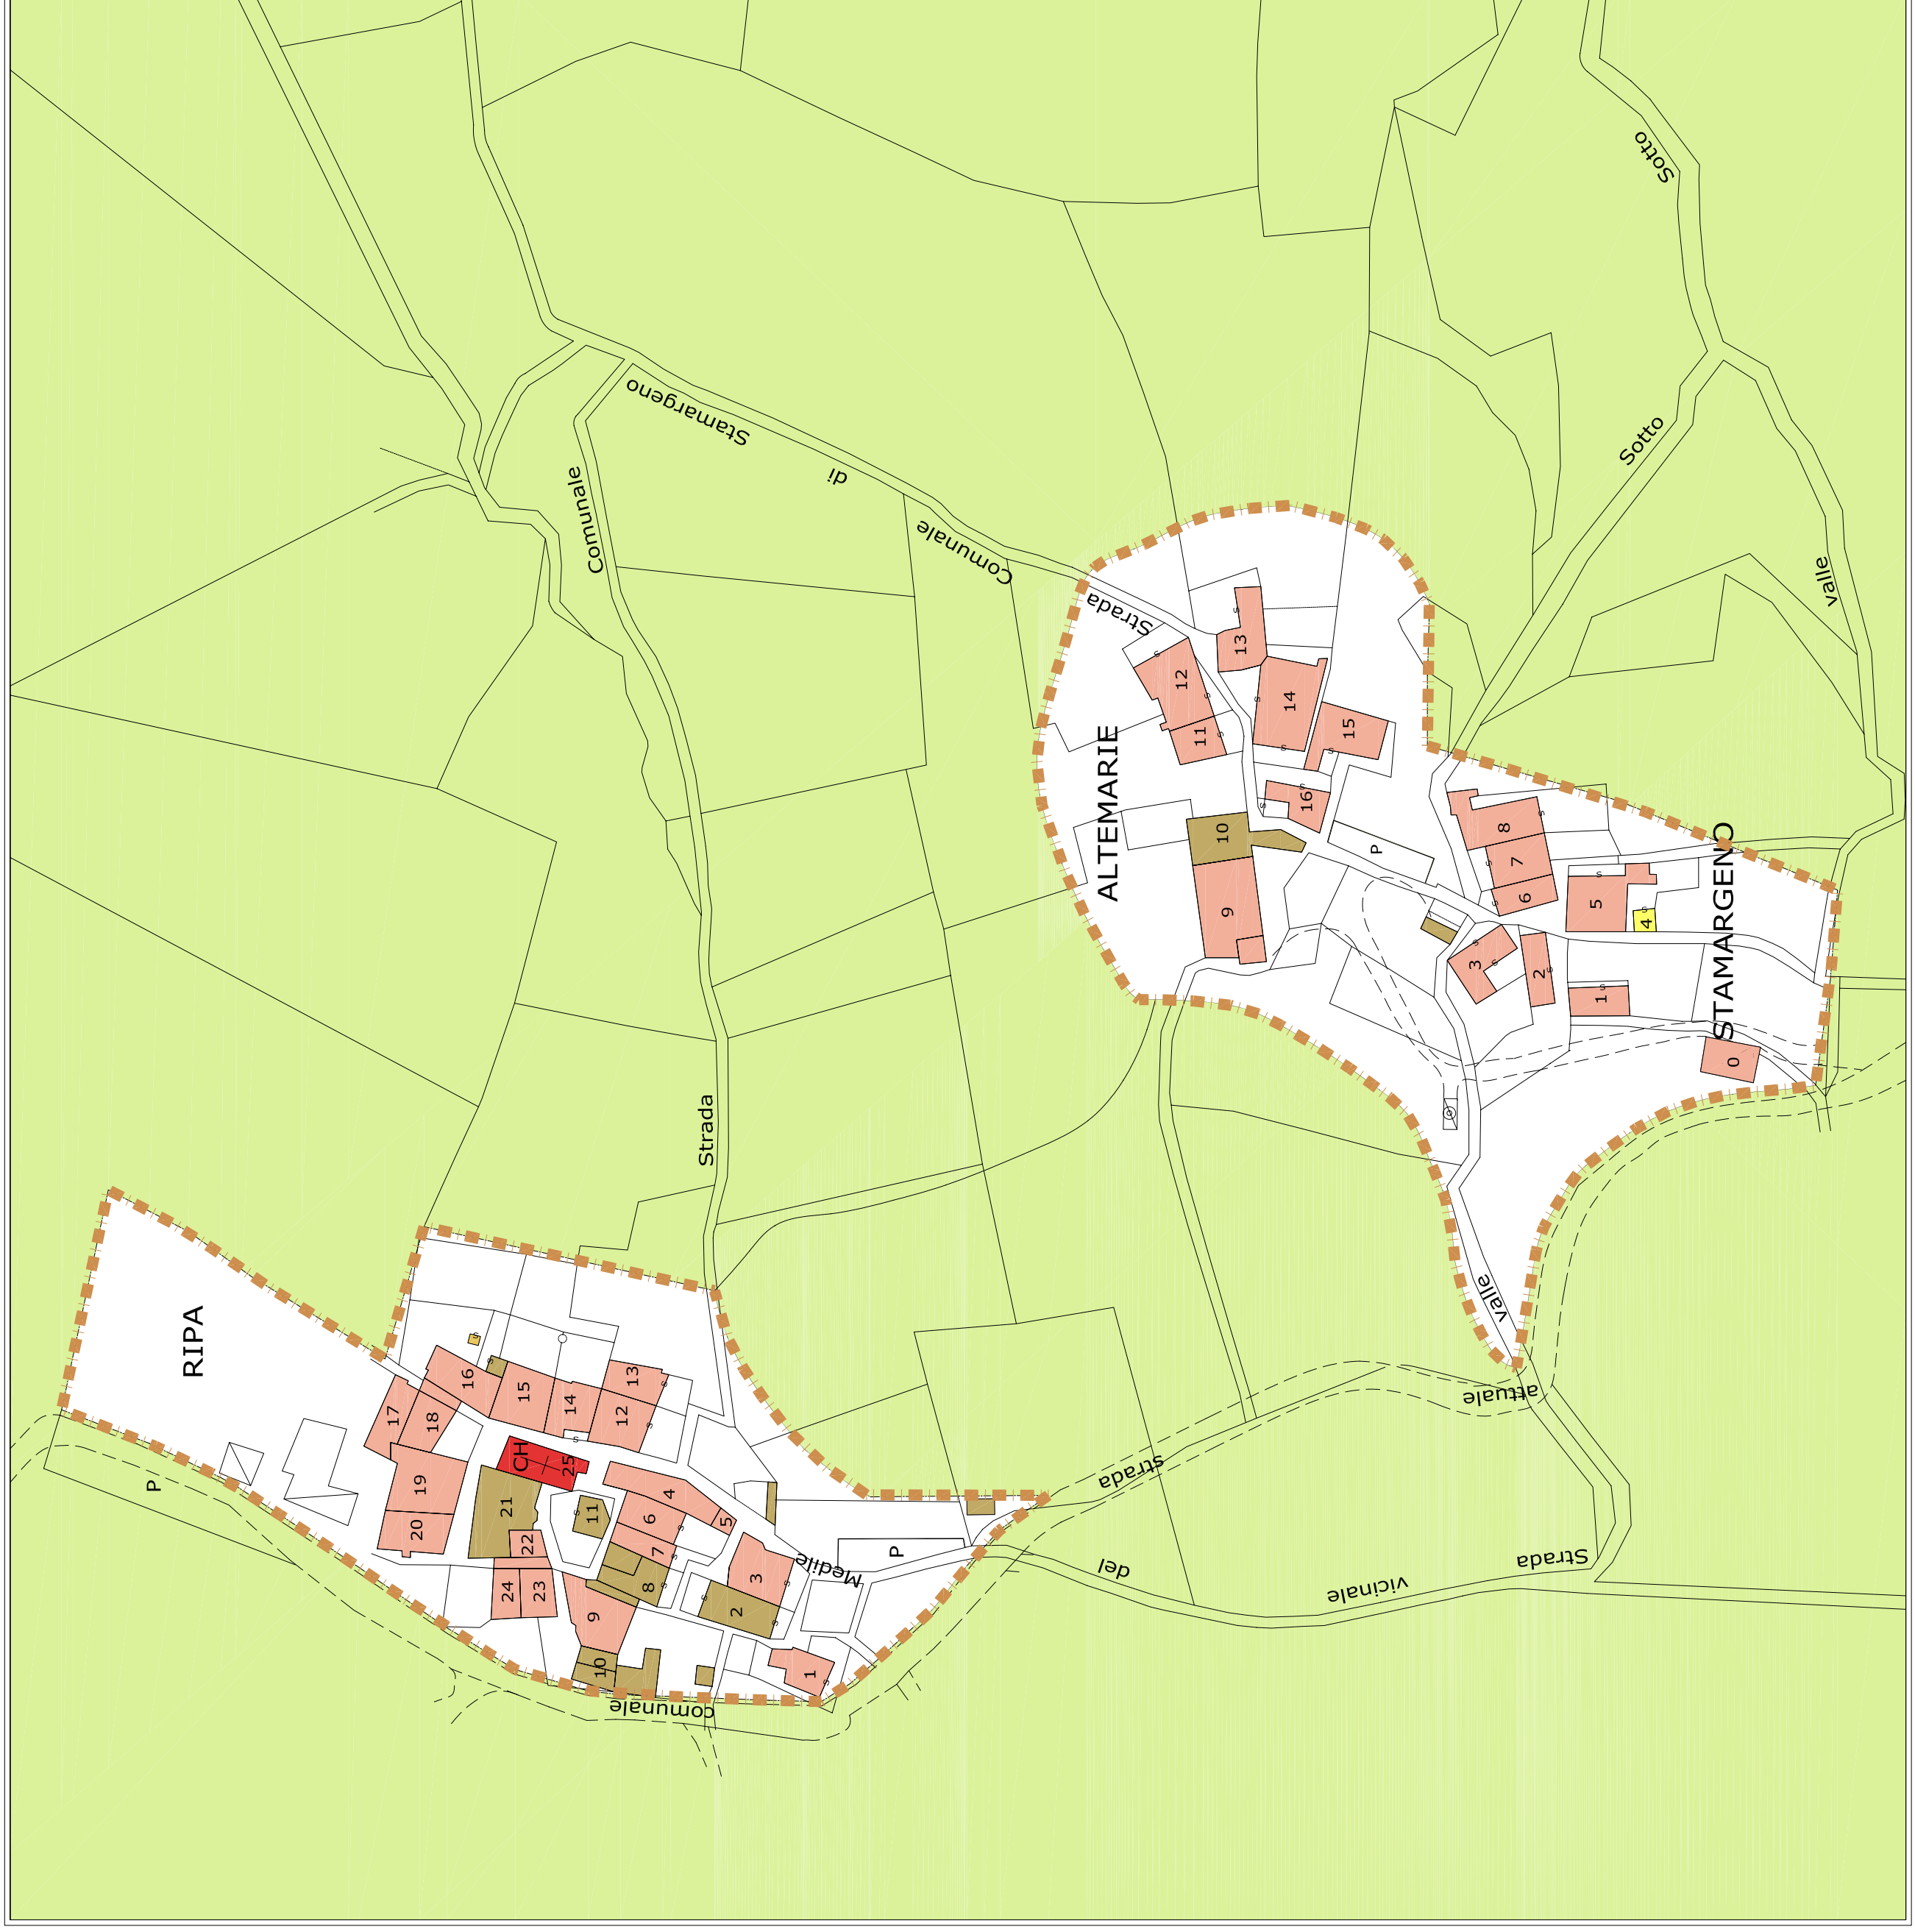 Sotto
Stamargeno
di
Comunale
Comunale
Sotto
valle
Strada
ALTEMARIE
s
13
s
12
s
14
s
11
s
15
s
s
16
s
s
10
9
P
STAMARGENO
8
s
7
s
6
s
5
s
4
s
3
s
s
2
s
1
s
0
Strada
valle
RIPA
P
s
16
s
15
14
13
s
12
s
17
18
19
20
CH
25
s
21
22
11
s
24
23
4
5
6
s
7
s
8
s
9
10
3
s
2
s
s
1
s
Medile
P
comunale
attuale
strada
del
vicinale
Strada